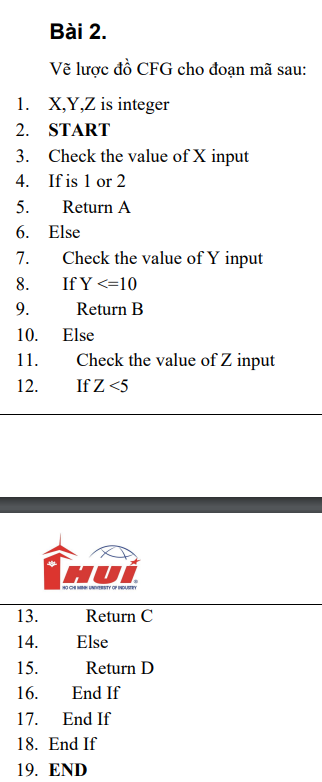 Bài 2.
Vẽ lược đồ CFG cho đoạn mã sau:
1. X,Y,Z is integer
2. START
3. Check the value of X input
4. If is 1 or 2
5. Return A
6. Else
7. Check the value of Y input
8. If Y <=10
9. Return B
10. Else
11. Check the value of Z input
12. If Z <5
HUI
HO CHI MINH UNIVERSITY OF INDUSTRY
13. Return C
14. Else
15. Return D
16. End If
17. End If
18. End If
19. END